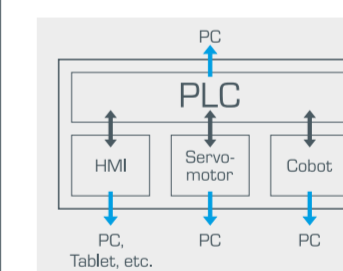 PC
PLC
HMI
Servo-
motor
Cobot
PC,
Tablet, etc.
PC
PC